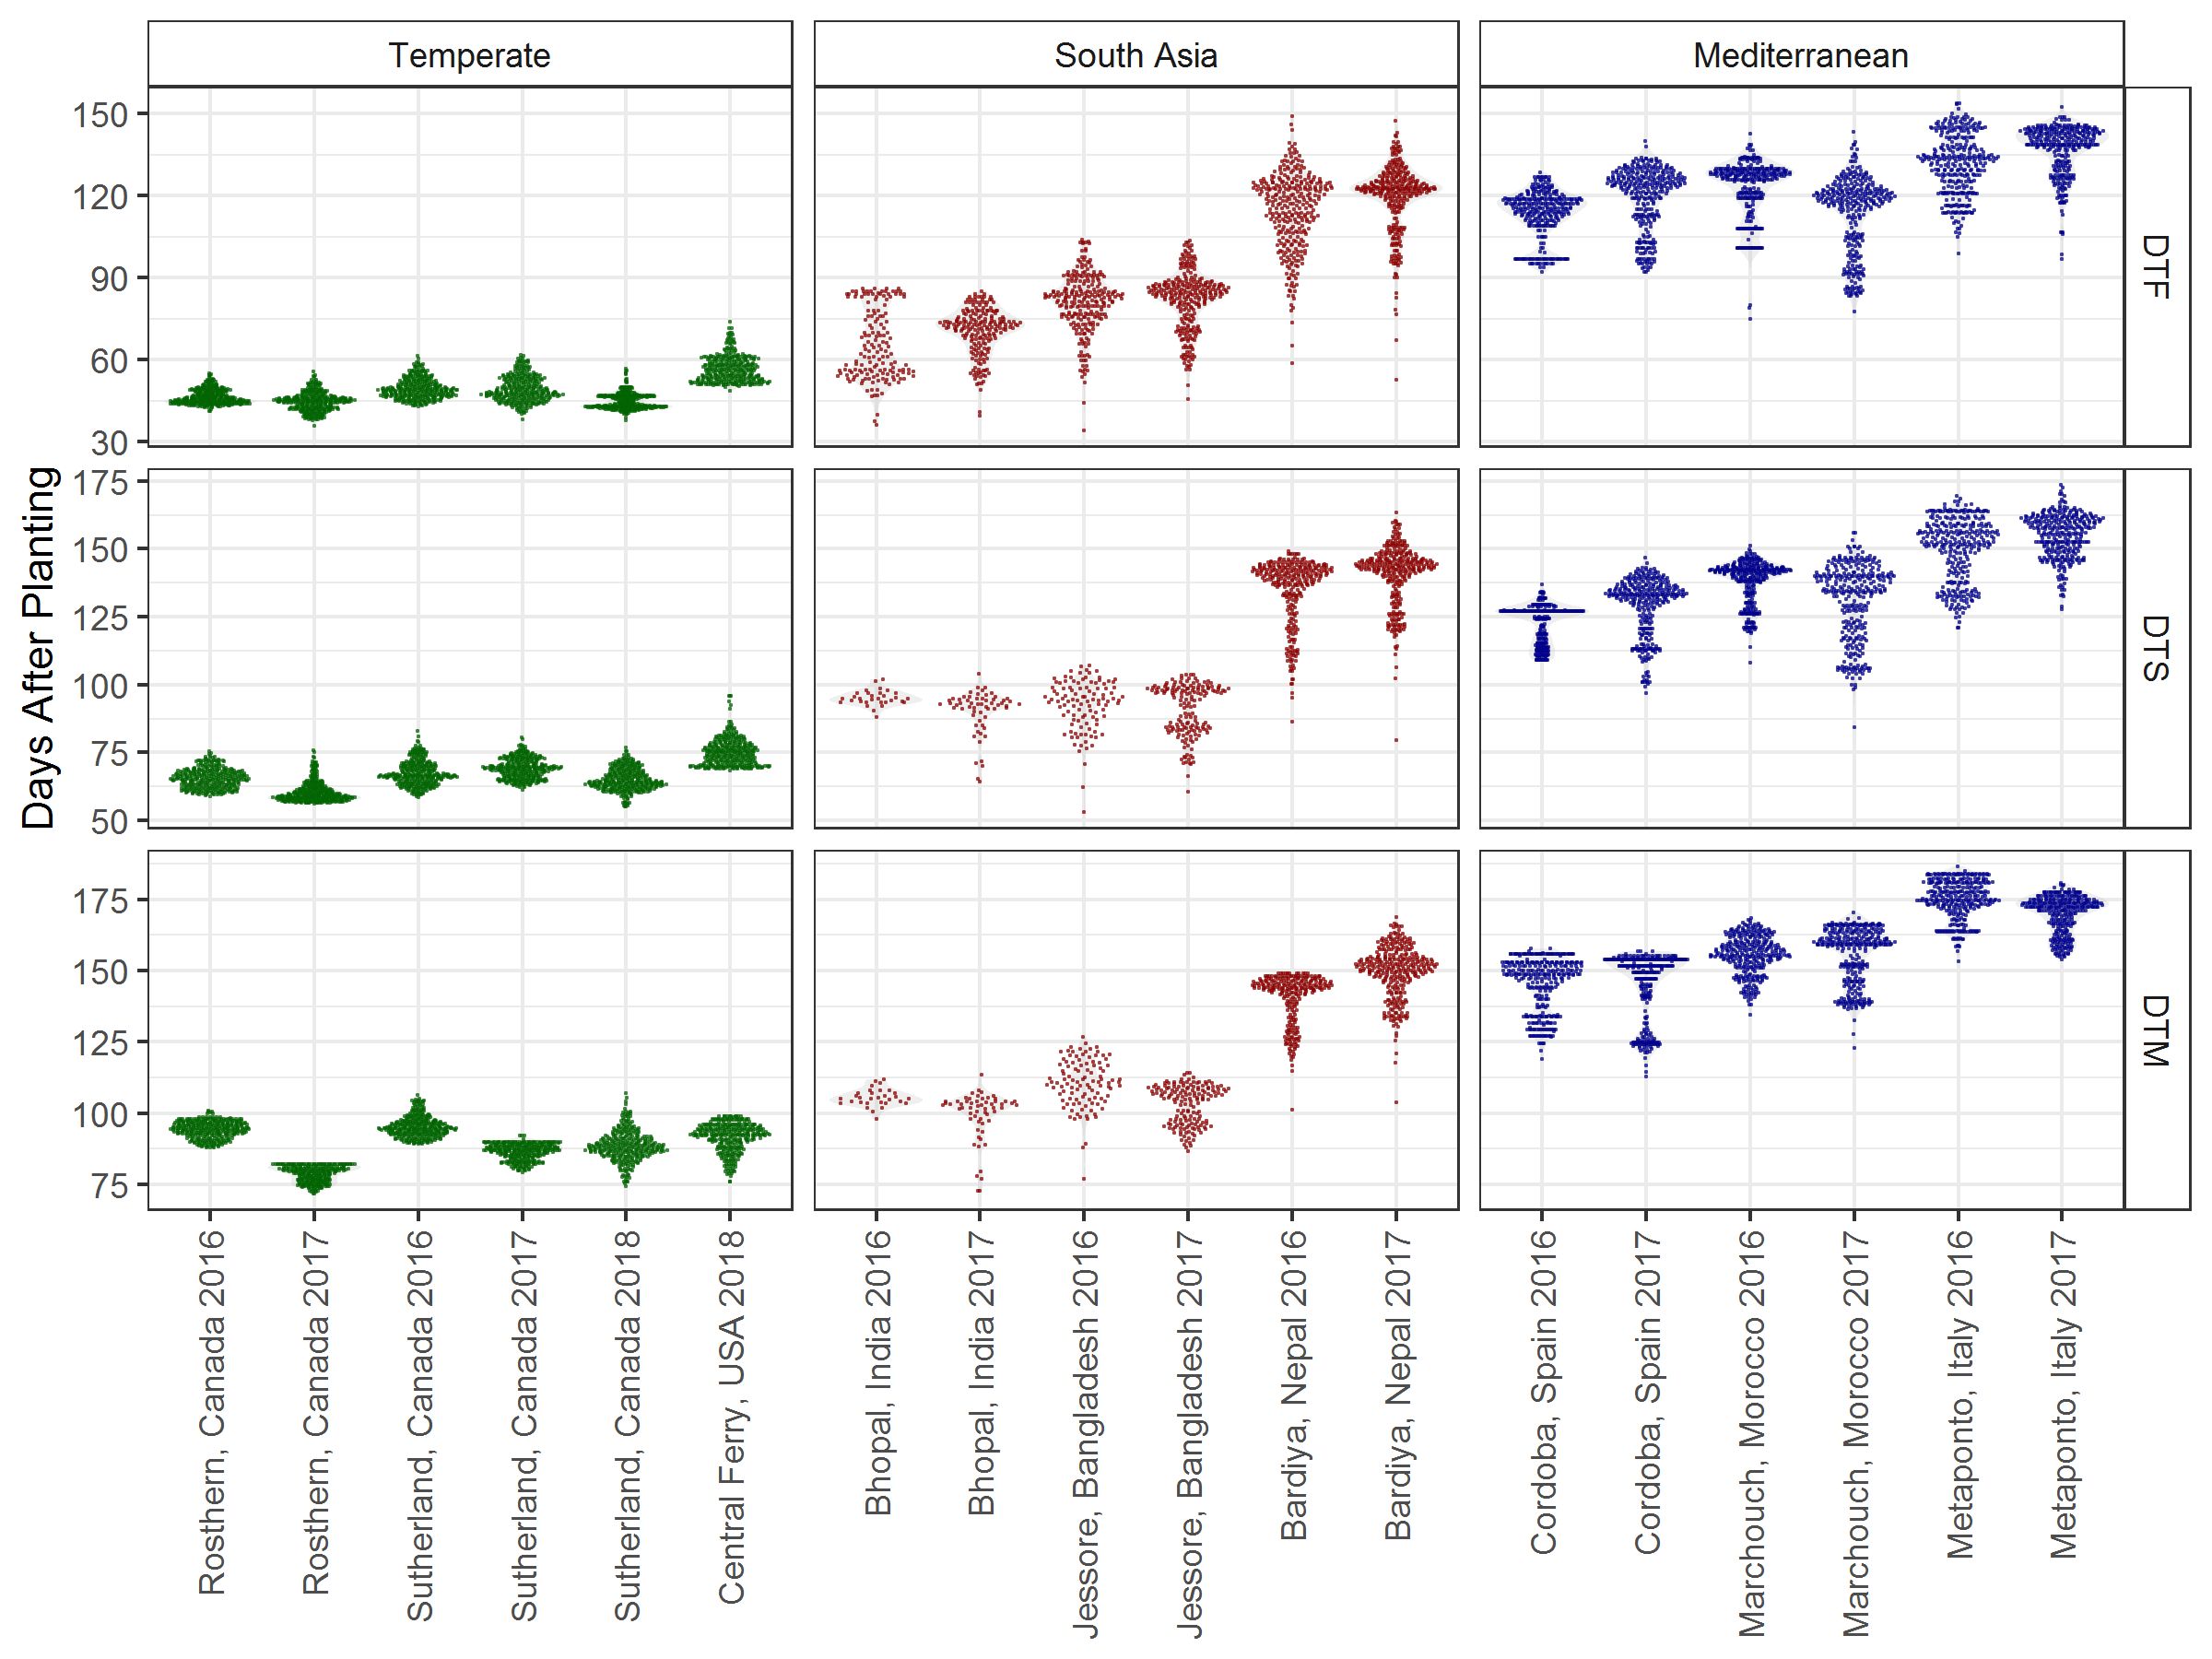 Temperate
South Asia
Mediterranean
Days After Planting
150
120
90
60
30
DTF
175
150
125
100
75
50
DTS
175
150
125
100
75
DTM
Rosthern, Canada 2016
Rosthern, Canada 2017
Sutherland, Canada 2016
Sutherland, Canada 2017
Sutherland, Canada 2018
Central Ferry, USA 2018
Bhopal, India 2016
Bhopal, India 2017
Jessore, Bangladesh 2016
Jessore, Bangladesh 2017
Bardiya, Nepal 2016
Bardiya, Nepal 2017
Cordoba, Spain 2016
Cordoba, Spain 2017
Marchouch, Morocco 2016
Marchouch, Morocco 2017
Metaponto, Italy 2016
Metaponto, Italy 2017